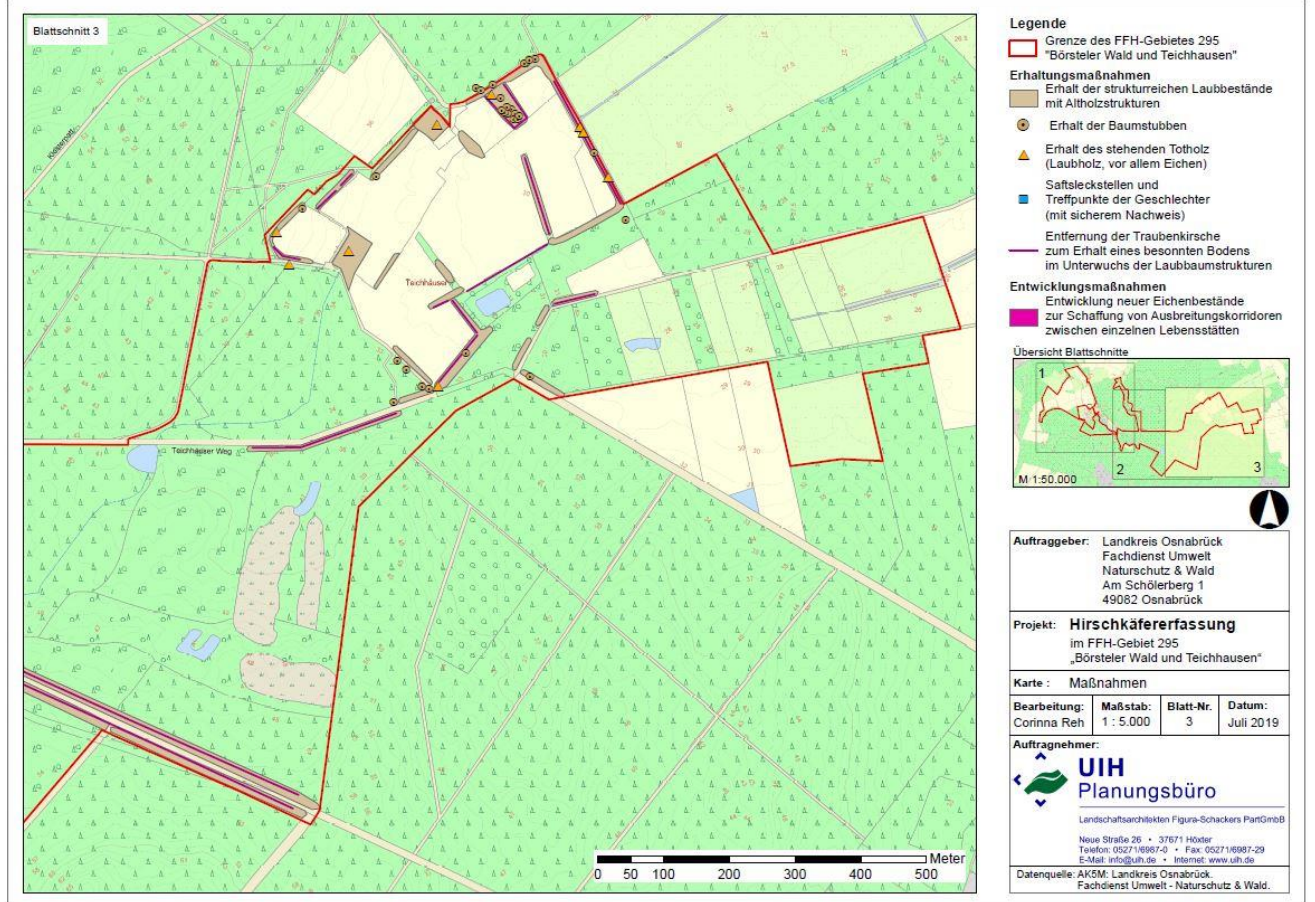 Blattschnitt 3
Klepperpatt
Teichhäuser
Teichhäuser Weg
Meter
0 50 100 200 300 400 500
Legende
Grenze des FFH-Gebietes 295
"Börsteler Wald und Teichhausen"
Erhaltungsmaßnahmen
Erhalt der strukturreichen Laubbestände
mit Altholzstrukturen
Erhalt der Baumstubben
Erhalt des stehenden Totholz
(Laubholz, vor allem Eichen)
Saftsleckstellen und
Treffpunkte der Geschlechter
(mit sicherem Nachweis)
Entfernung der Traubenkirsche
zum Erhalt eines besonnten Bodens
im Unterwuchs der Laubbaumstrukturen
Entwicklungsmaßnahmen
Entwicklung neuer Eichenbestände
zur Schaffung von Ausbreitungskorridoren
zwischen einzelnen Lebensstätten
Übersicht Blattschnitte
1
2
3
M 1:50.000
Auftraggeber: Landkreis Osnabrück
Fachdienst Umwelt
Naturschutz & Wald
Am Schölerberg 1
49082 Osnabrück
Projekt: Hirschkäfererfassung
im FFH-Gebiet 295
„Börsteler Wald und Teichhausen"
Karte : Maßnahmen
Bearbeitung: Maßstab: Blatt-Nr. Datum:
Corinna Reh 1 : 5.000 3 Juli 2019
Auftragnehmer:
UIH
Planungsbüro
Landschaftsarchitekten Figura-Schackers PartGmbB
Neue Straße 26 • 37671 Höxter
Telefon: 05271/6987-0 • Fax: 05271/6987-29
E-Mail: info@uih.de • Internet: www.uih.de
Datenquelle: AK5M: Landkreis Osnabrück.
Fachdienst Umwelt - Naturschutz & Wald.